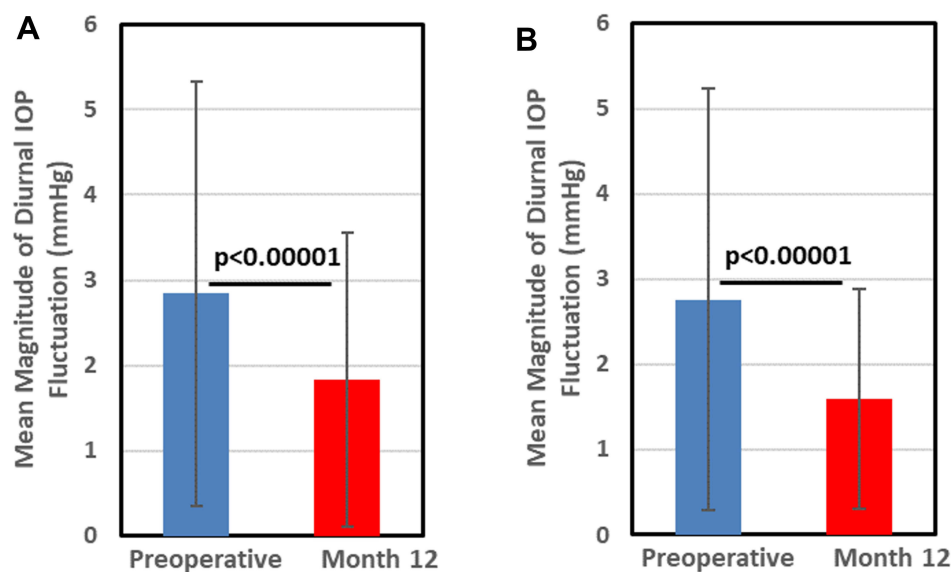 A
Mean Magnitude of Diurnal IOP
Fluctuation (mmHg)
6
5
4
3
2
1
0
p<0.00001
Preoperative
Month 12
B
Mean Magnitude of Diurnal IOP
Fluctuation (mmHg)
6
5
4
3
2
1
0
p<0.00001
Preoperative
Month 12